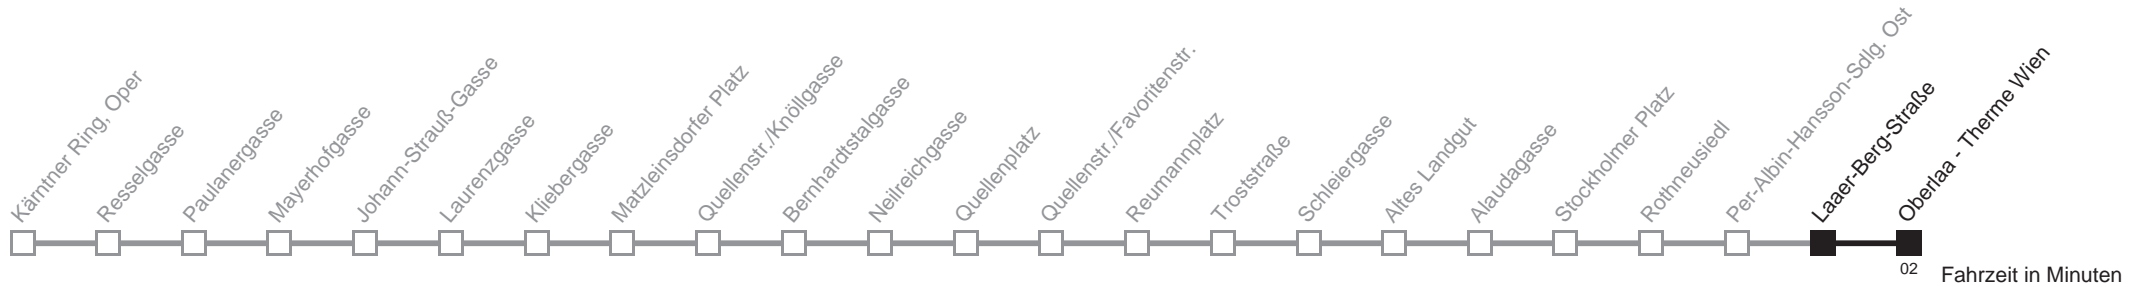 Kärntner Ring, Oper
Resselgasse
Paulanergasse
Mayerhofgasse
Johann-Strauß-Gasse
Laurenzgasse
Kliebergasse
Matzleinsdorfer Platz
Quellenstr./Knöllgasse
Bernhardtstalgasse
Neilreichgasse
Quellenplatz
Quellenstr./Favoritenstr.
Reumannplatz
Troststraße
Schleiergasse
Altes Landgut
Alaudagasse
Stockholmer Platz
Rothneusiedl
Per-Albin-Hansson-Sdlg. Ost
Laaer-Berg-Straße
Oberlaa - Therme Wien
02
Fahrzeit in Minuten